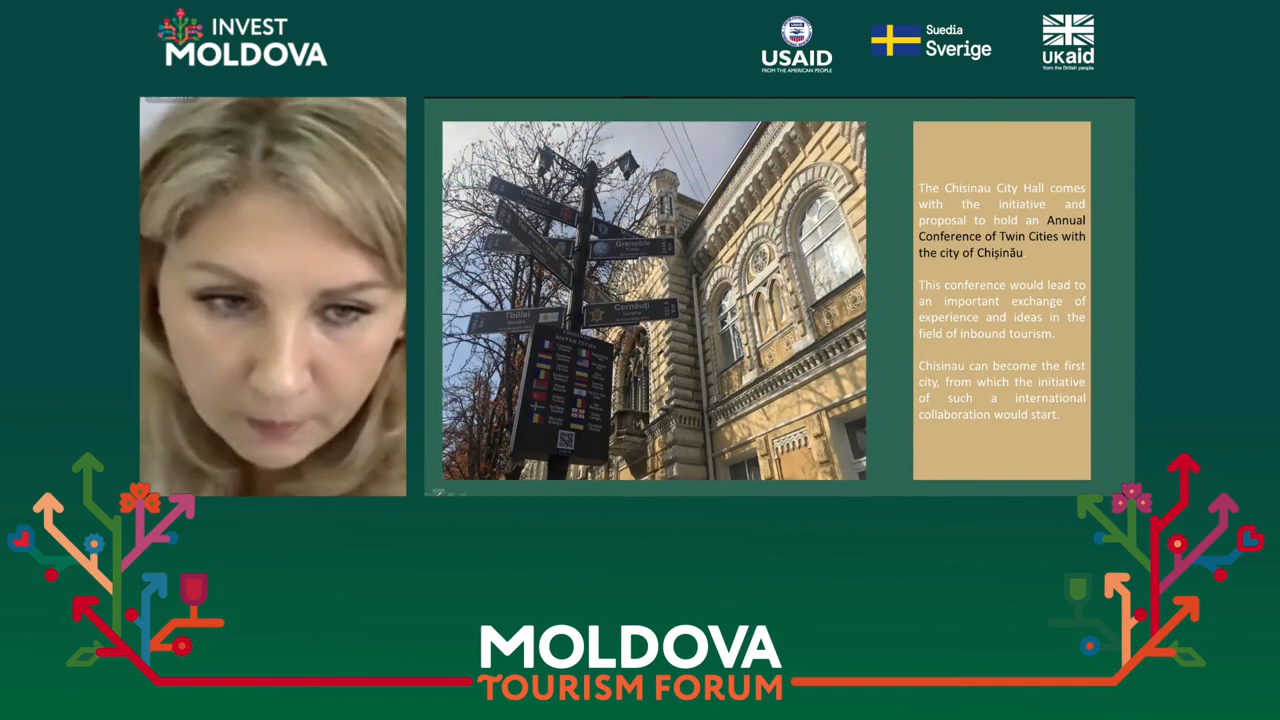 INVEST
MOLDOVA
USAID
FROM THE AMERICAN PEOPLE
Suedia
Sverige
UKaid
from the British people
Grenoble
Cernăuți
Tbilisi
SISTER CITIES
The Chisinau City Hall comes
with the initiative and
proposal to hold an Annual
Conference of Twin Cities with
the city of Chișinău.
This conference would lead to
an important exchange of
experience and ideas in the
field of inbound tourism.
Chisinau can become the first
city, from which the initiative
of such a international
collaboration would start.
MOLDOVA
TOURISM FORUM